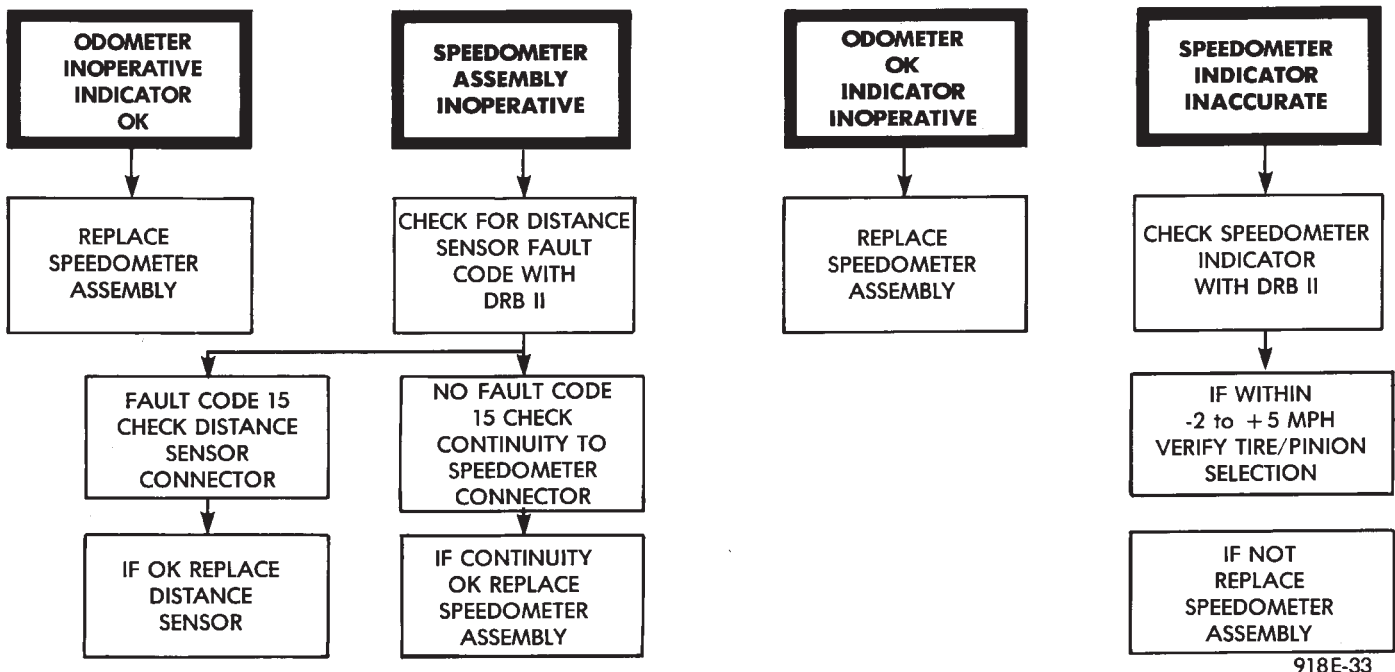 ODOMETER
INOPERATIVE
INDICATOR
OK
REPLACE
SPEEDOMETER
ASSEMBLY
SPEEDOMETER
ASSEMBLY
INOPERATIVE
CHECK FOR DISTANCE
SENSOR FAULT
CODE WITH
DRB II
FAULT CODE 15
CHECK DISTANCE
SENSOR
CONNECTOR
IF OK REPLACE
DISTANCE
SENSOR
NO FAULT CODE
15 CHECK
CONTINUITY TO
SPEEDOMETER
CONNECTOR
IF CONTINUITY
OK REPLACE
SPEEDOMETER
ASSEMBLY
ODOMETER
OK
INDICATOR
INOPERATIVE
REPLACE
SPEEDOMETER
ASSEMBLY
SPEEDOMETER
INDICATOR
INACCURATE
CHECK SPEEDOMETER
INDICATOR
WITH DRB II
IF WITHIN
-2 to +5 MPH
VERIFY TIRE/PINION
SELECTION
IF NOT
REPLACE
SPEEDOMETER
ASSEMBLY
918E-33